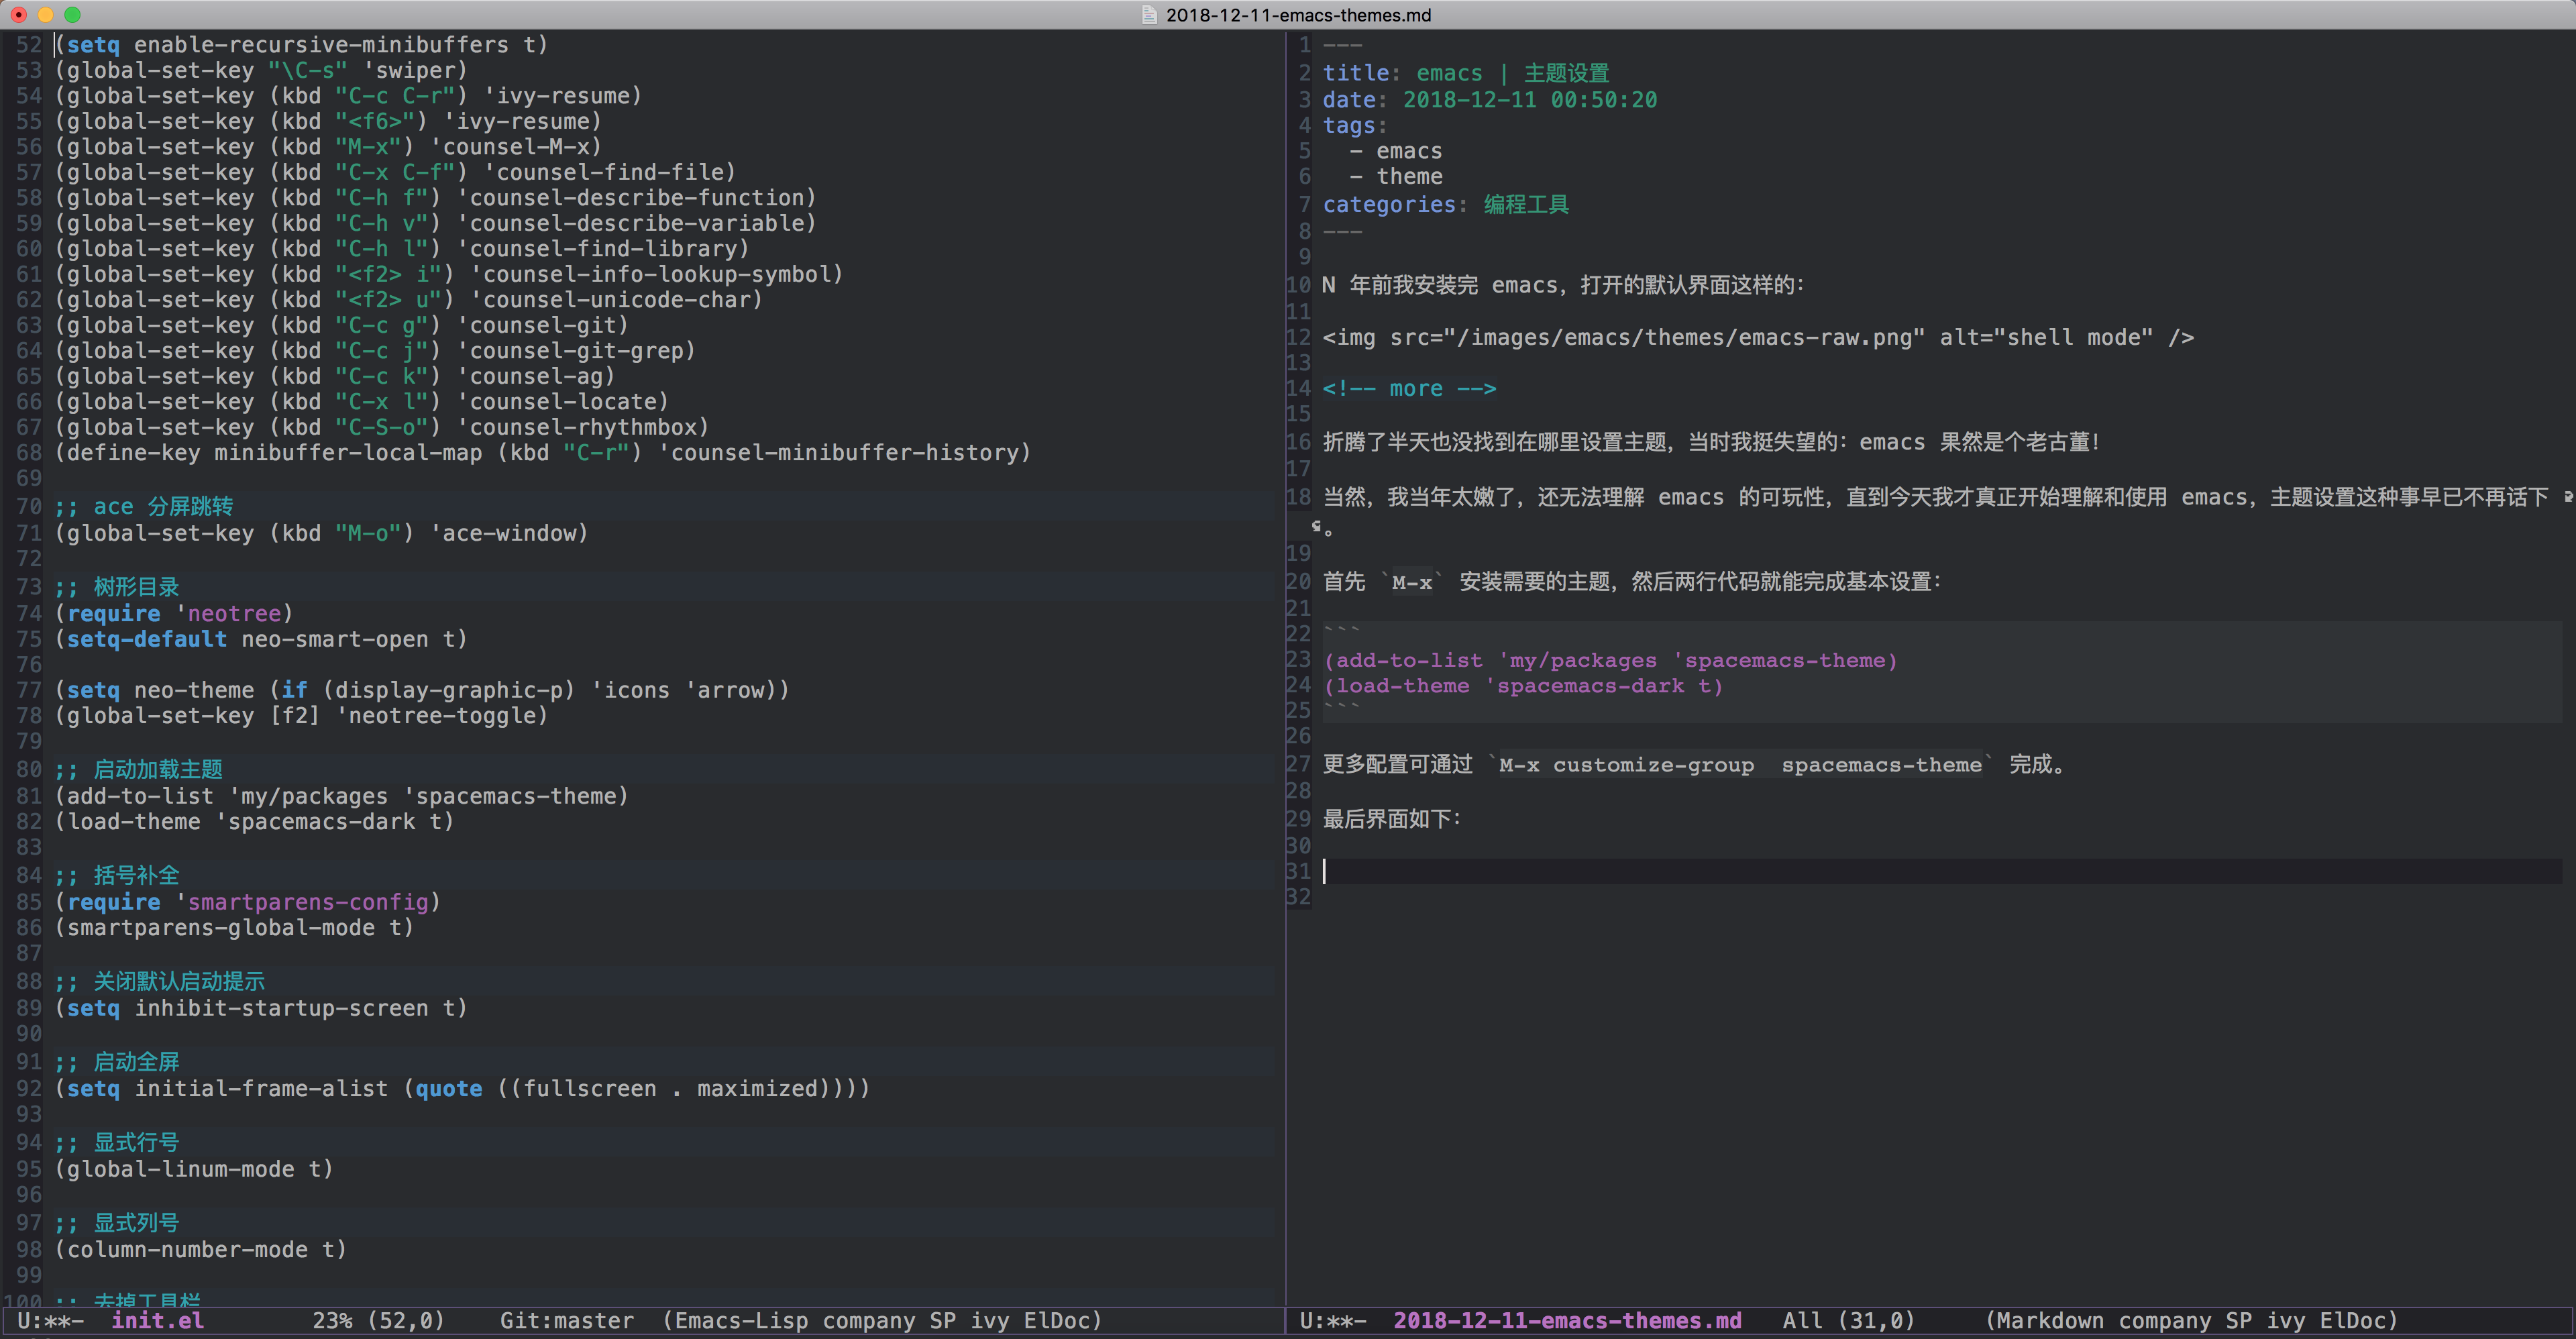 2018-12-11-emacs-themes.md
52 (setq enable-recursive-minibuffers t)
53 (global-set-key "\C-s" 'swiper)
54 (global-set-key (kbd "C-c C-r") 'ivy-resume)
55 (global-set-key (kbd "<f6>") 'ivy-resume)
56 (global-set-key (kbd "M-x") 'counsel-M-x)
57 (global-set-key (kbd "C-x C-f") 'counsel-find-file)
58 (global-set-key (kbd "C-h f") 'counsel-describe-function)
59 (global-set-key (kbd "C-h v") 'counsel-describe-variable)
60 (global-set-key (kbd "C-h l") 'counsel-find-library)
61 (global-set-key (kbd "<f2> i") 'counsel-info-lookup-symbol)
62 (global-set-key (kbd "<f2> u") 'counsel-unicode-char)
63 (global-set-key (kbd "C-c g") 'counsel-git)
64 (global-set-key (kbd "C-c j") 'counsel-git-grep)
65 (global-set-key (kbd "C-c k") 'counsel-ag)
66 (global-set-key (kbd "C-x l") 'counsel-locate)
67 (global-set-key (kbd "C-S-o") 'counsel-rhythmbox)
68 (define-key minibuffer-local-map (kbd "C-r") 'counsel-minibuffer-history)
69
70 ;; ace 分屏跳转
71 (global-set-key (kbd "M-o") 'ace-window)
72
73 ;; 树形目录
74 (require 'neotree)
75 (setq-default neo-smart-open t)
76
77 (setq neo-theme (if (display-graphic-p) 'icons 'arrow))
78 (global-set-key [f2] 'neotree-toggle)
79
80 ;; 启动加载主题
81 (add-to-list 'my/packages 'spacemacs-theme)
82 (load-theme 'spacemacs-dark t)
83
84 ;; 括号补全
85 (require 'smartparens-config)
86 (smartparens-global-mode t)
87
88 ;; 关闭默认启动提示
89 (setq inhibit-startup-screen t)
90
91 ;; 启动全屏
92 (setq initial-frame-alist (quote ((fullscreen . maximized))))
93
94 ;; 显式行号
95 (global-linum-mode t)
96
97 ;; 显式列号
98 (column-number-mode t)
99
100 ;; 去掉工具栏
U:**-  init.el        23% (52,0)    Git:master  (Emacs-Lisp company SP ivy ElDoc)
1 ---
2 title: emacs | 主题设置
3 date: 2018-12-11 00:50:20
4 tags:
5   - emacs
6   - theme
7 categories: 编程工具
8 ---
9
10 N 年前我安装完 emacs，打开的默认界面这样的：
11
12 <img src="/images/emacs/themes/emacs-raw.png" alt="shell mode" />
13
14 <!-- more -->
15
16 折腾了半天也没找到在哪里设置主题，当时我挺失望的：emacs 果然是个老古董！
17
18 当然，我当年太嫩了，还无法理解 emacs 的可玩性，直到今天我才真正开始理解和使用 emacs，主题设置这种事早已不再话下
。
19
20 首先 `M-x` 安装需要的主题，然后两行代码就能完成基本设置：
21
22 ```
23 (add-to-list 'my/packages 'spacemacs-theme)
24 (load-theme 'spacemacs-dark t)
25 ```
26
27 更多配置可通过 `M-x customize-group  spacemacs-theme` 完成。
28
29 最后界面如下：
30
31
32
U:**-  2018-12-11-emacs-themes.md   All (31,0)     (Markdown company SP ivy ElDoc)